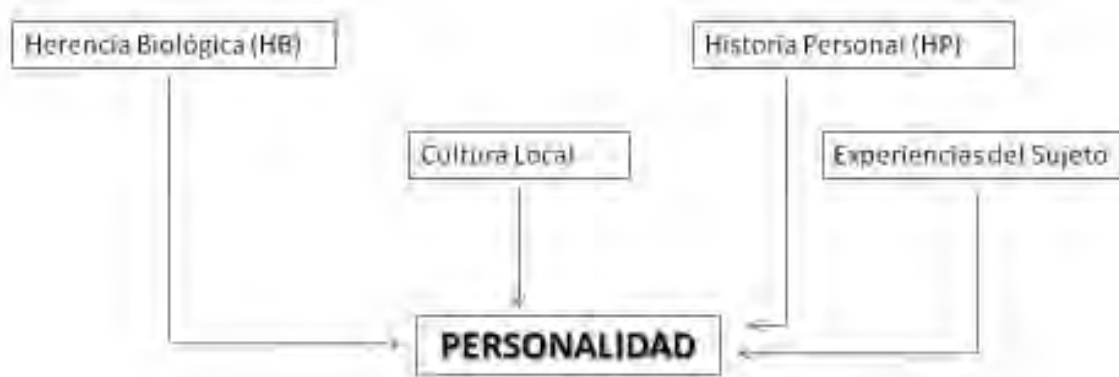 Herencia Biológica (HB)
Historia Personal (HP)
Cultura Local
Experiencias del Sujeto
PERSONALIDAD